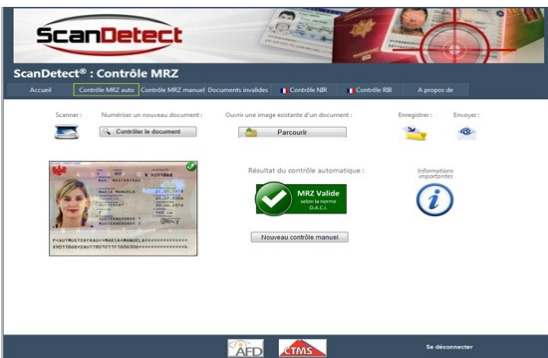 ScanDetect
ScanDetect® : Contrôle MRZ
Accueil Contrôle MRZ auto Contrôle MRZ manuel Documents invalides Contrôle NIR Contrôle RIB A propos de
Scanner : Numériser un nouveau document : Ouvrir une image existante d'un document : Enregistrer : Envoyer :
Contrôler le document Parcourir
Résultat du contrôle automatique : Informations importantes
MRZ Valide
selon la norme
O.A.C.I.
Nouveau contrôle manuel
MARIA MANUELA
AFD CTMS Se déconnecter